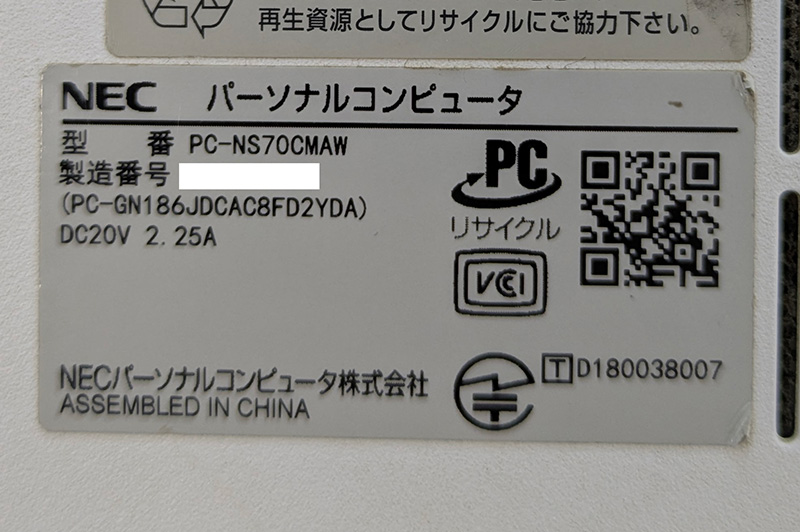 再生資源としてリサイクルにご協力下さい。
NEC パーソナルコンピュータ
型 番 PC-NS70CMAW
製造番号
(PC-GN186JDCAC8FD2YDA)
DC20V 2.25A
PC
リサイクル
VCI
NECパーソナルコンピュータ株式会社
ASSEMBLED IN CHINA
T D180038007